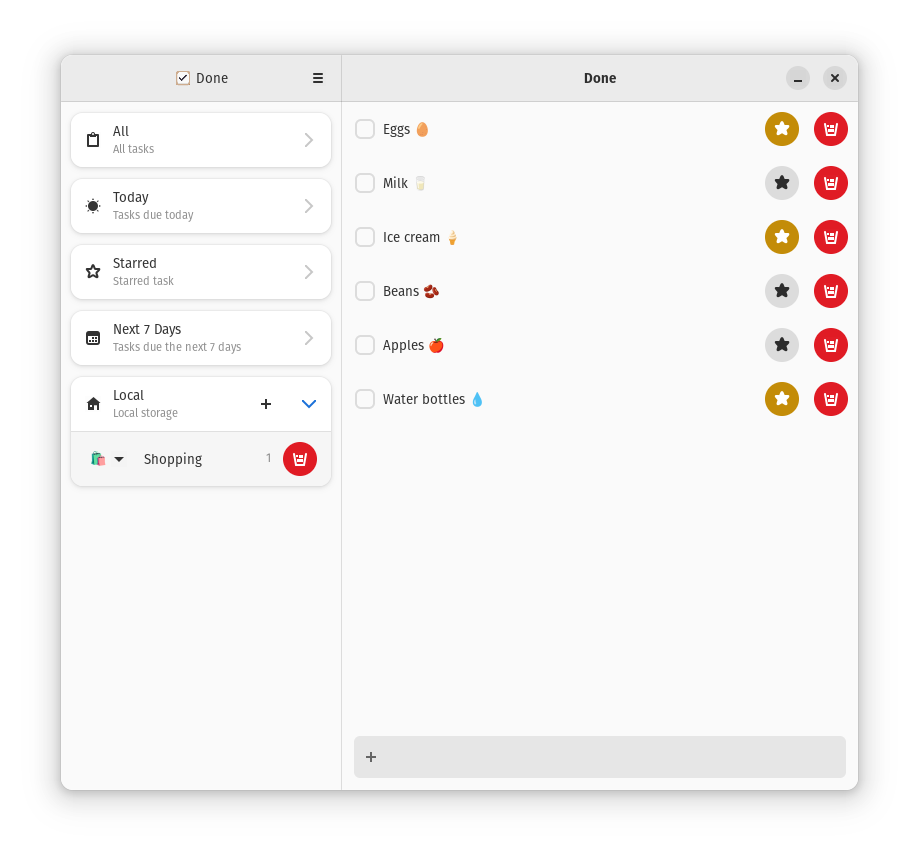 Done
Done
All
All tasks
Today
Tasks due today
Starred
Starred task
Next 7 Days
Tasks due the next 7 days
Local
Local storage
Shopping 1
Eggs 🥚
Milk 🥛
Ice cream 🍦
Beans 🫘
Apples 🍎
Water bottles 💧